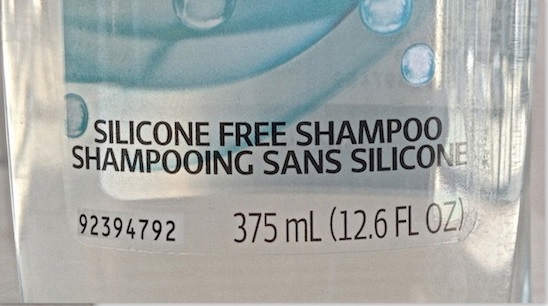 SILICONE FREE SHAMPOO
SHAMPOOING SANS SILICONE
92394792 375 mL (12.6 FL OZ)